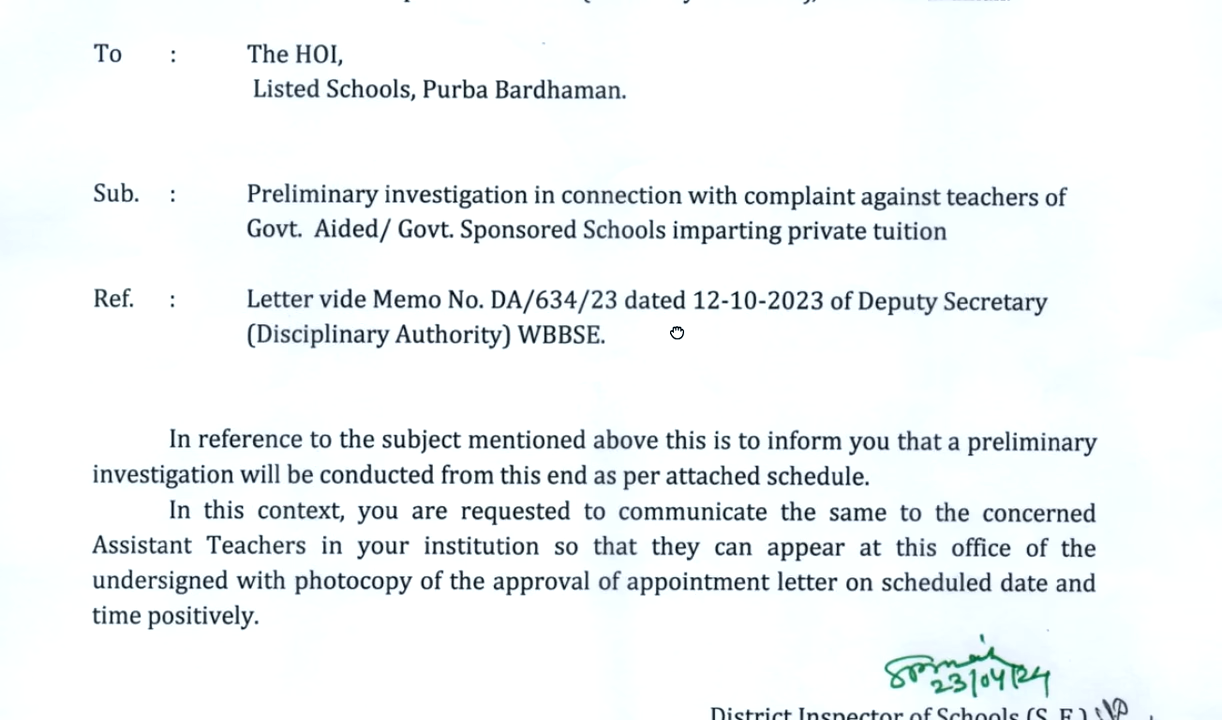 To : The HOI,
Listed Schools, Purba Bardhaman.
Sub. : Preliminary investigation in connection with complaint against teachers of
Govt. Aided/ Govt. Sponsored Schools imparting private tuition
Ref. : Letter vide Memo No. DA/634/23 dated 12-10-2023 of Deputy Secretary
(Disciplinary Authority) WBBSE.
In reference to the subject mentioned above this is to inform you that a preliminary
investigation will be conducted from this end as per attached schedule.
In this context, you are requested to communicate the same to the concerned
Assistant Teachers in your institution so that they can appear at this office of the
undersigned with photocopy of the approval of appointment letter on scheduled date and
time positively.
23/04/24
District Inspector of Schools (S.E.)